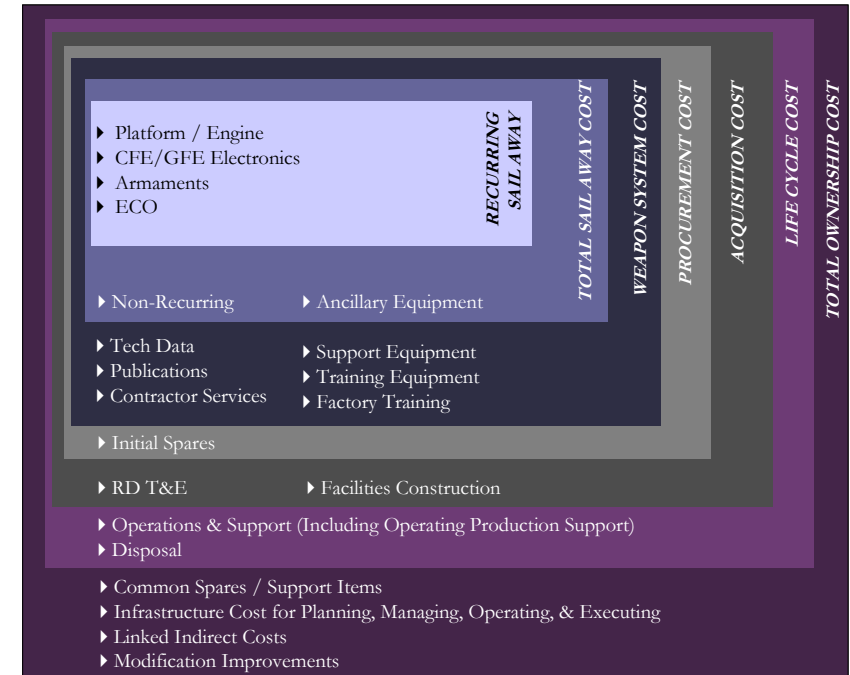 Platform / Engine
CFE/GFE Electronics
Armaments
ECO
RECURRING
SAIL AWAY
TOTAL SAIL AWAY COST
WEAPON SYSTEM COST
PROCUREMENT COST
ACQUISITION COST
LIFE CYCLE COST
TOTAL OWNERSHIP COST
Non-Recurring
Ancillary Equipment
Tech Data
Publications
Contractor Services
Support Equipment
Training Equipment
Factory Training
Initial Spares
RD T&E
Facilities Construction
Operations & Support (Including Operating Production Support)
Disposal
Common Spares / Support Items
Infrastructure Cost for Planning, Managing, Operating, & Executing
Linked Indirect Costs
Modification Improvements